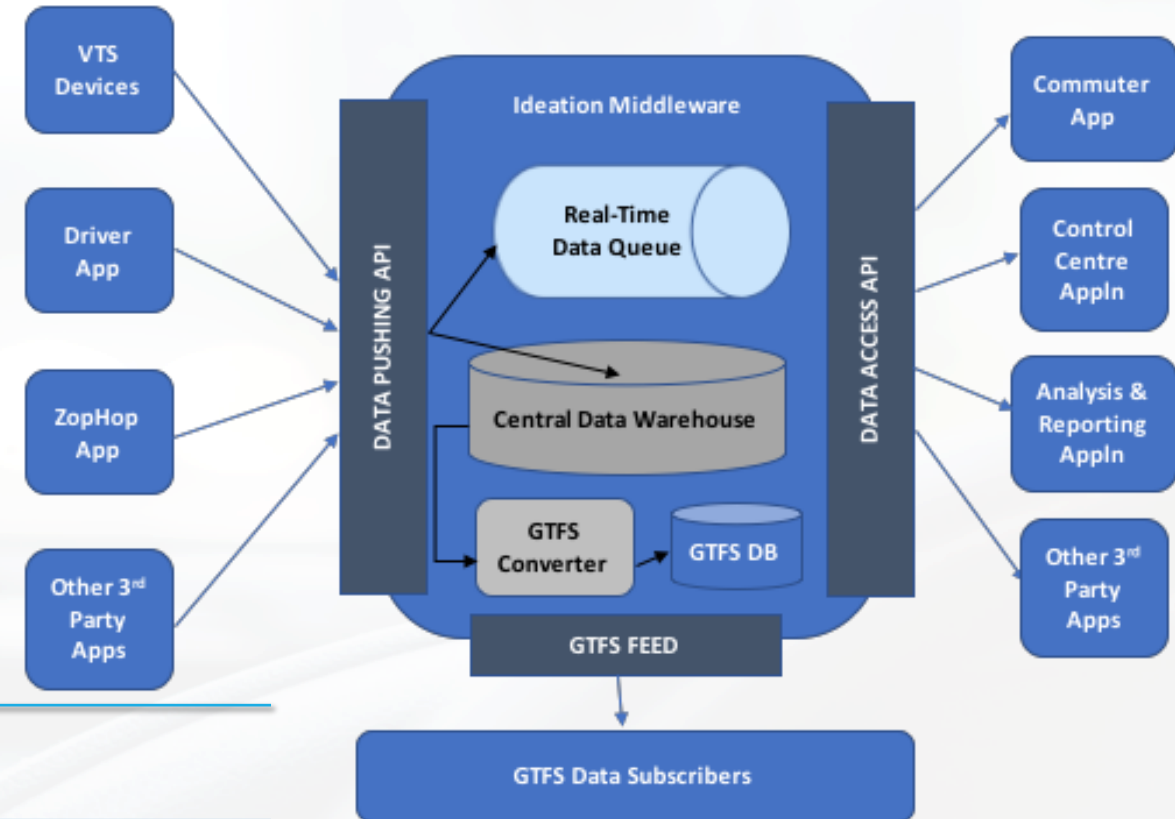 VTS
Devices
Driver
App
ZopHop
App
Other 3rd
Party
Apps
DATA PUSHING API
Ideation Middleware
Real-Time
Data Queue
Central Data Warehouse
GTFS
Converter
GTFS DB
GTFS FEED
GTFS Data Subscribers
DATA ACCESS API
Commuter
App
Control
Centre
Appln
Analysis &
Reporting
Appln
Other 3rd
Party
Apps